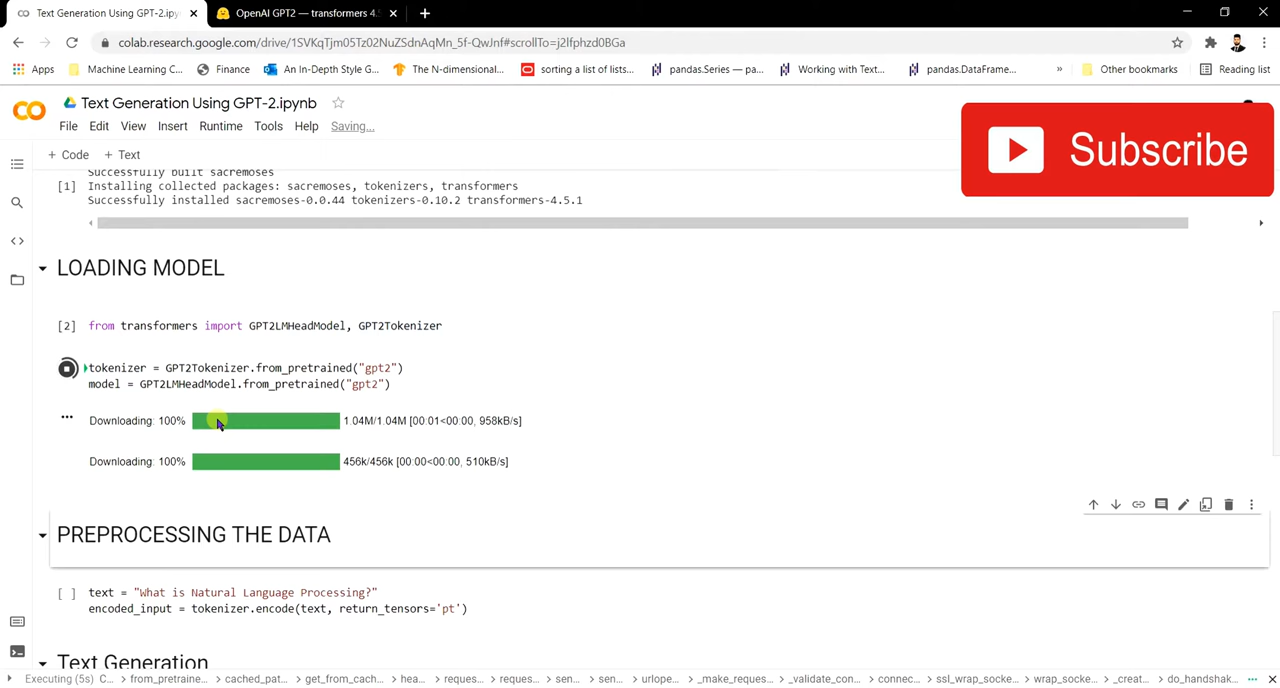 Text Generation Using GPT-2.ipy
OpenAI GPT2 — transformers 4.
colab.research.google.com/drive/1SVKqTjm05Tz02NuZSdnAqMn_5f-QwJnf#scrollTo=j2lfphzd0BGa
Apps Machine Learning C... Finance An In-Depth Style G... The N-dimensional... sorting a list of lists... pandas.Series — pa... Working with Text... pandas.DataFrame... » Other bookmarks Reading list
Text Generation Using GPT-2.ipynb
File Edit View Insert Runtime Tools Help Saving...
Subscribe
+ Code + Text
Successfully built sacremoses
[1] Installing collected packages: sacremoses, tokenizers, transformers
Successfully installed sacremoses-0.0.44 tokenizers-0.10.2 transformers-4.5.1
LOADING MODEL
[2] from transformers import GPT2LMHeadModel, GPT2Tokenizer
tokenizer = GPT2Tokenizer.from_pretrained("gpt2")
model = GPT2LMHeadModel.from_pretrained("gpt2")
Downloading: 100% 1.04M/1.04M [00:01<00:00, 958kB/s]
Downloading: 100% 456k/456k [00:00<00:00, 510kB/s]
PREPROCESSING THE DATA
[ ] text = "What is Natural Language Processing?"
encoded_input = tokenizer.encode(text, return_tensors='pt')
Text Generation
Executing (5s) C... from_pretraine... cached_pat... get_from_cach... hea... reques... reques... sen... sen... urlope... _make_reques... _validate_con... connec... ssl_wrap_socke... wrap_socke... _creat... do_handshak...